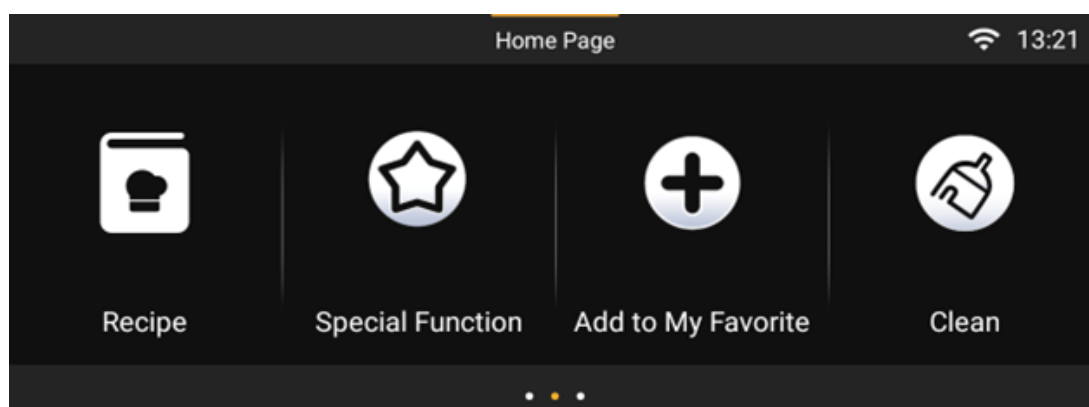 Home Page
13:21
Recipe
Special Function
Add to My Favorite
Clean